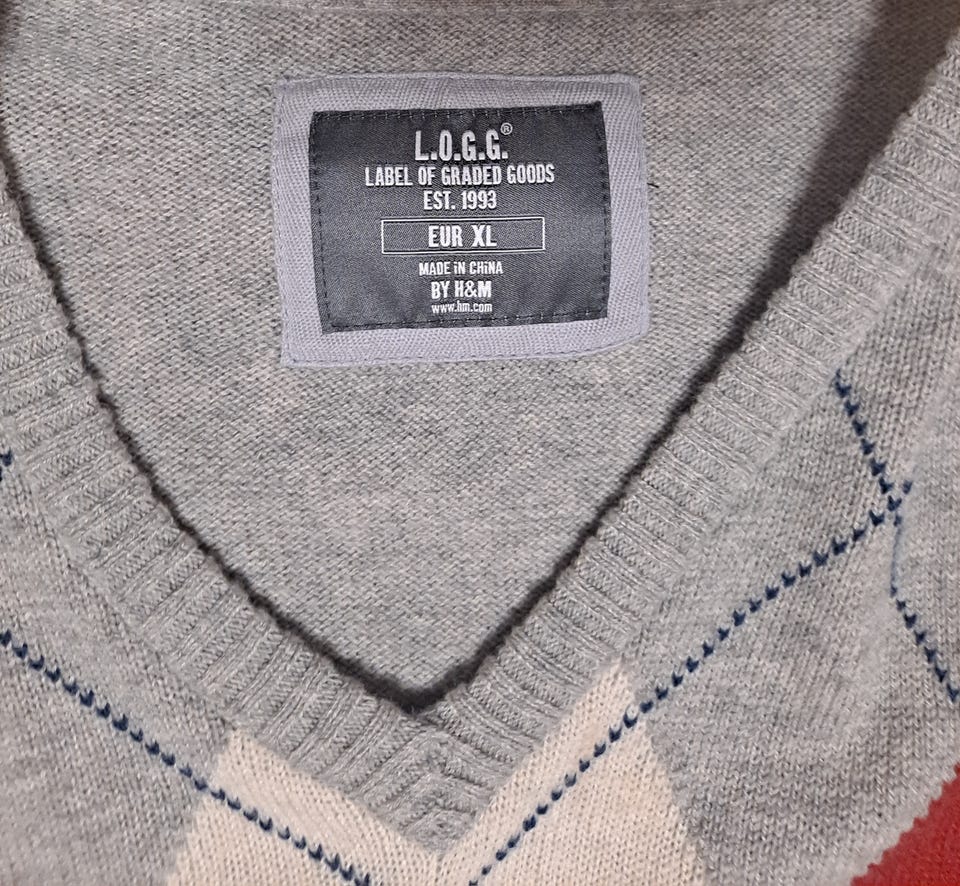 L.O.G.G.®
LABEL OF GRADED GOODS
EST. 1993
EUR XL
MADE IN CHINA
BY H&M
www.hm.com